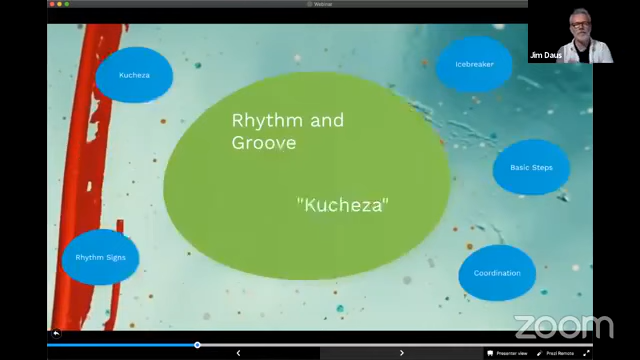 Webinar
Jim Daus
Kucheza
Icebreaker
Rhythm and
Groove
Basic Steps
"Kucheza"
Rhythm Signs
Coordination
zoom
Presenter view
Prezi Remote